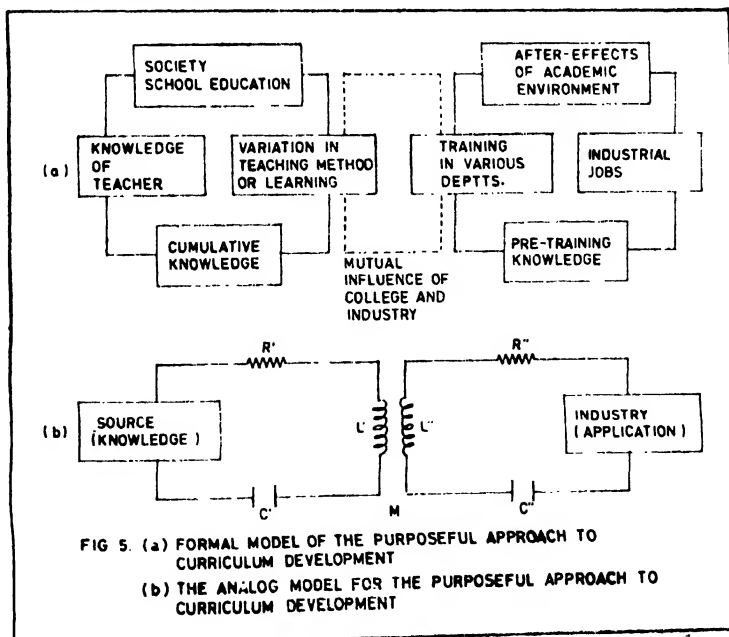 SOCIETY
SCHOOL EDUCATION
AFTER-EFFECTS
OF ACADEMIC
ENVIRONMENT
(a)
KNOWLEDGE
OF
TEACHER
VARIATION IN
TEACHING METHOD
OR LEARNING
TRAINING
IN VARIOUS
DEPTTS.
INDUSTRIAL
JOBS
CUMULATIVE
KNOWLEDGE
MUTUAL
INFLUENCE OF
COLLEGE AND
INDUSTRY
PRE-TRAINING
KNOWLEDGE
R'
R"
(b)
SOURCE
(KNOWLEDGE)
L'
L"
INDUSTRY
(APPLICATION)
C'
M
C"
FIG 5. (a) FORMAL MODEL OF THE PURPOSEFUL APPROACH TO
CURRICULUM DEVELOPMENT
(b) THE ANALOG MODEL FOR THE PURPOSEFUL APPROACH TO
CURRICULUM DEVELOPMENT